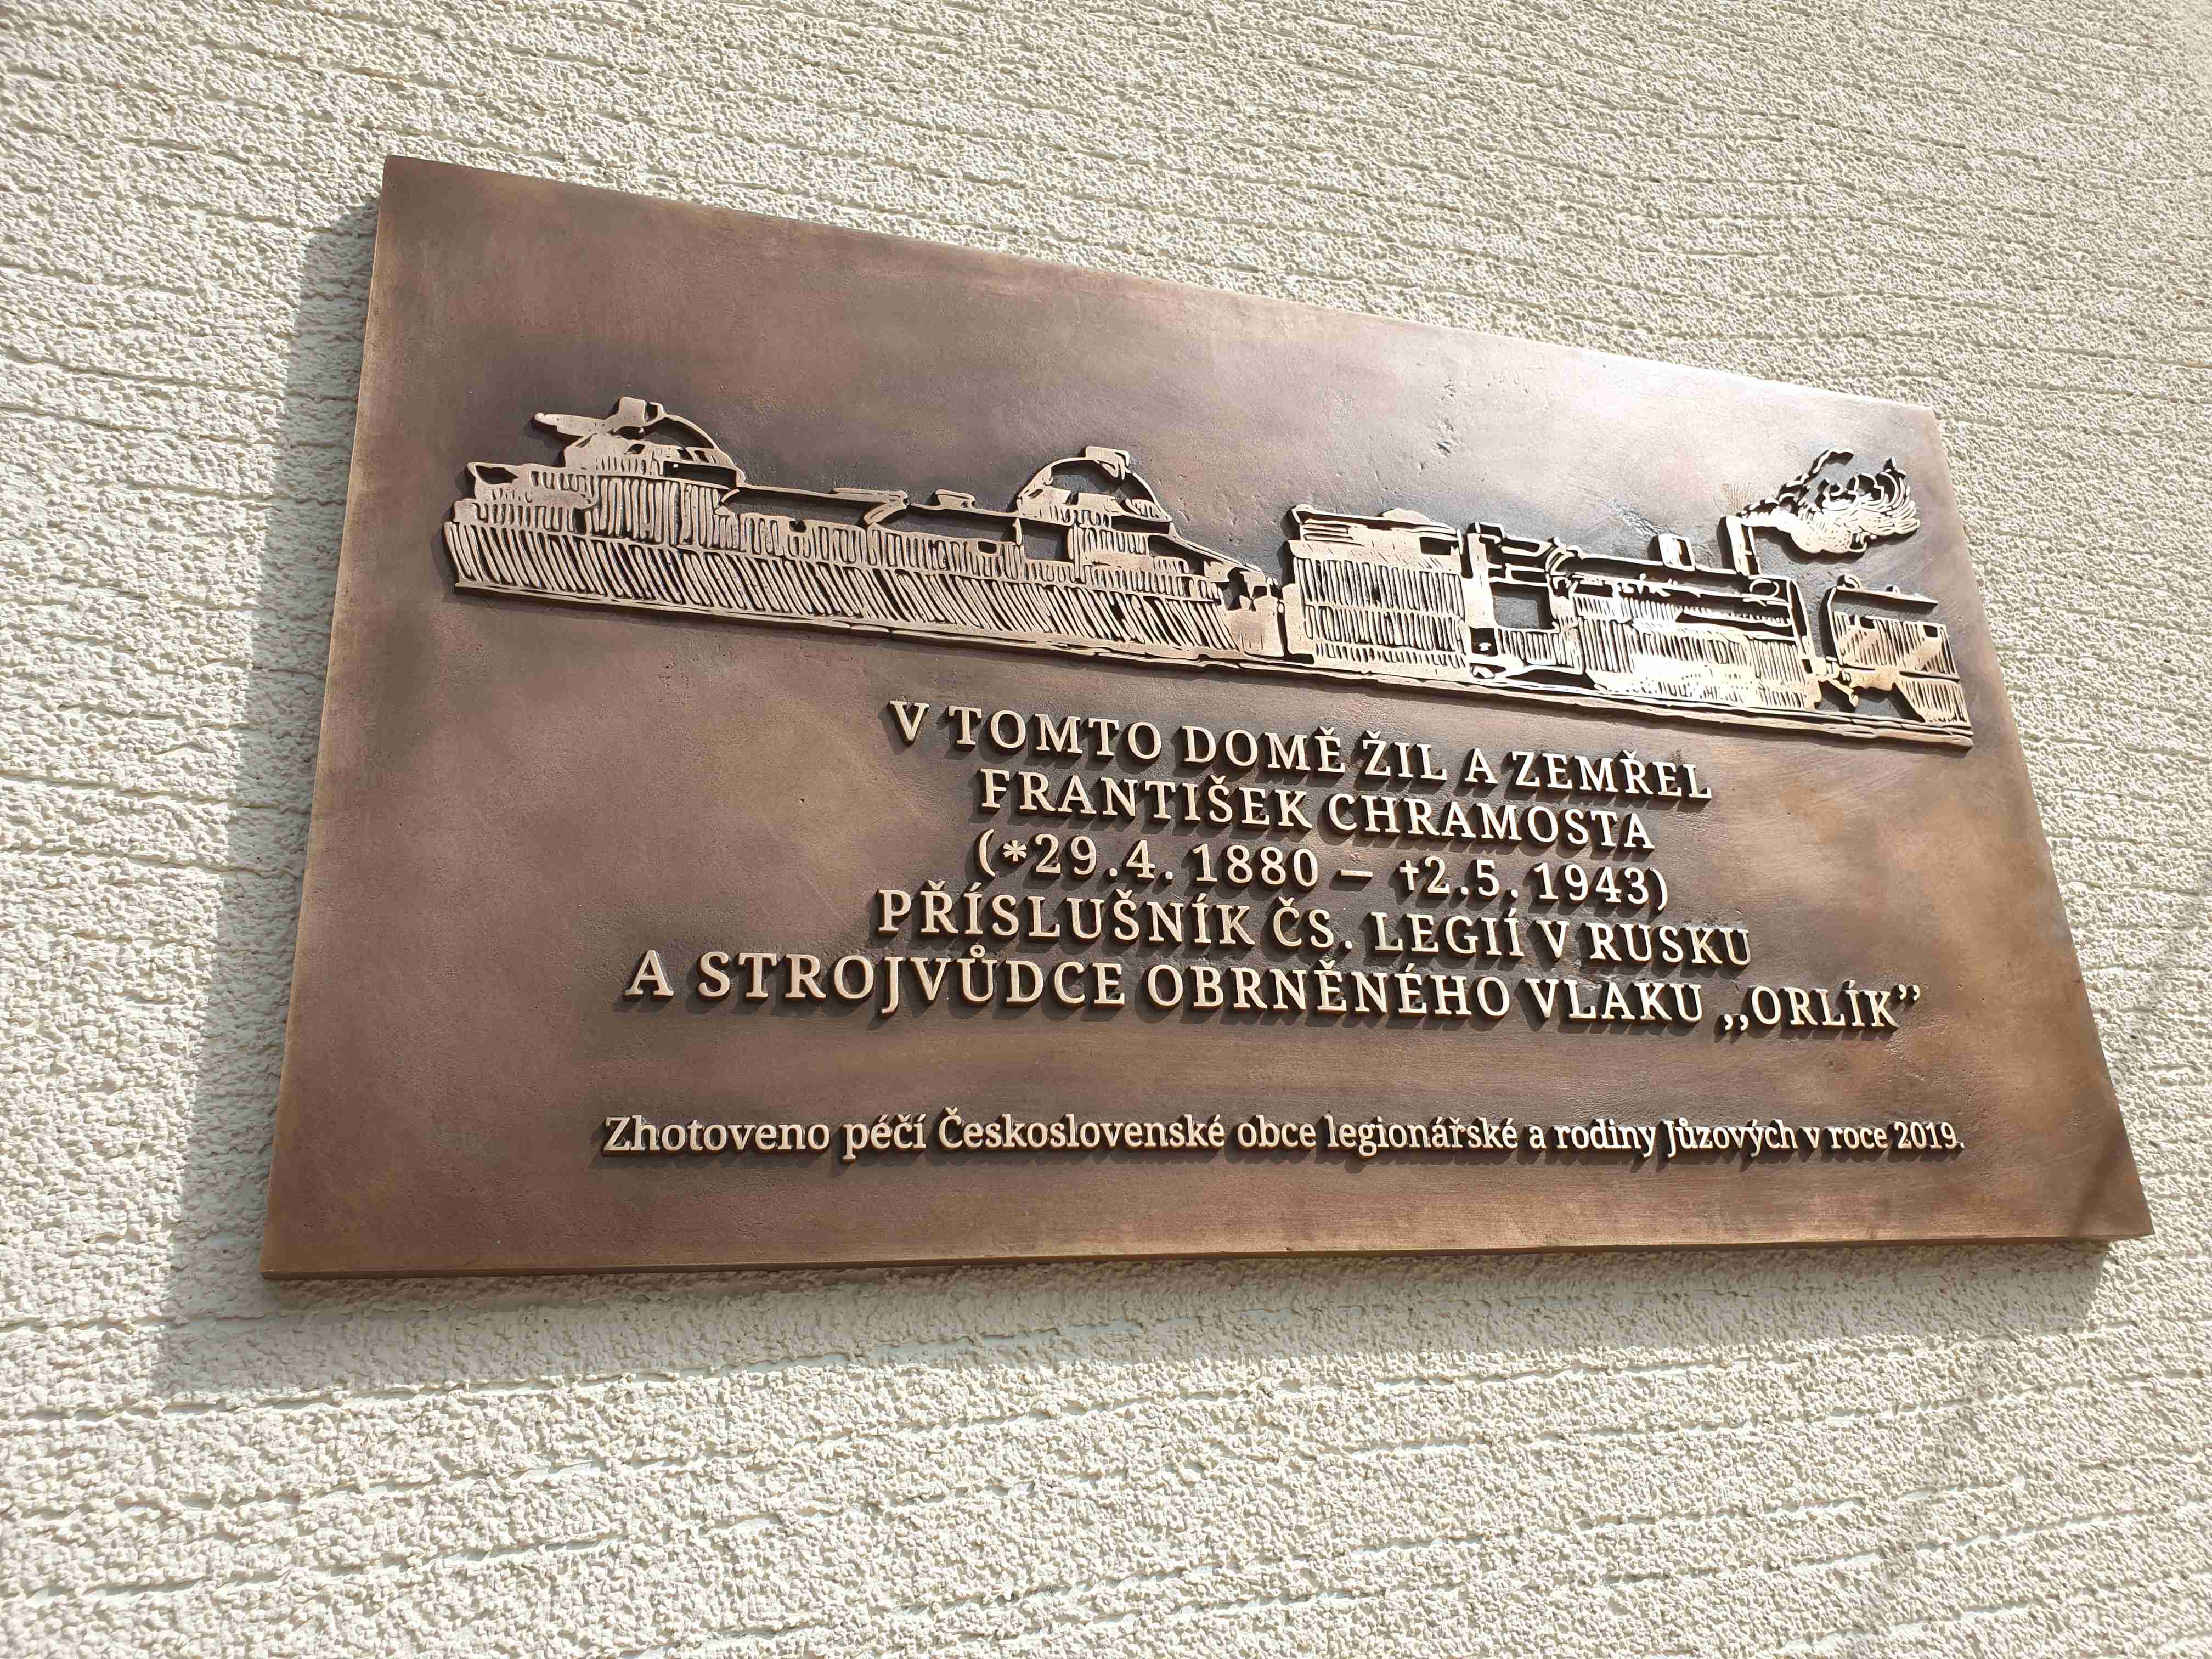 V TOMTO DOMĚ ŽIL A ZEMŘEL
FRANTIŠEK CHRAMOSTA
(*29.4.1880 – †2.5.1943)
PŘÍSLUŠNÍK ČS. LEGIÍ V RUSKU
A STROJVŮDCE OBRNĚNÉHO VLAKU ,,ORLÍK’’
Zhotoveno péčí Československé obce legionářské a rodiny Jůzových v roce 2019.